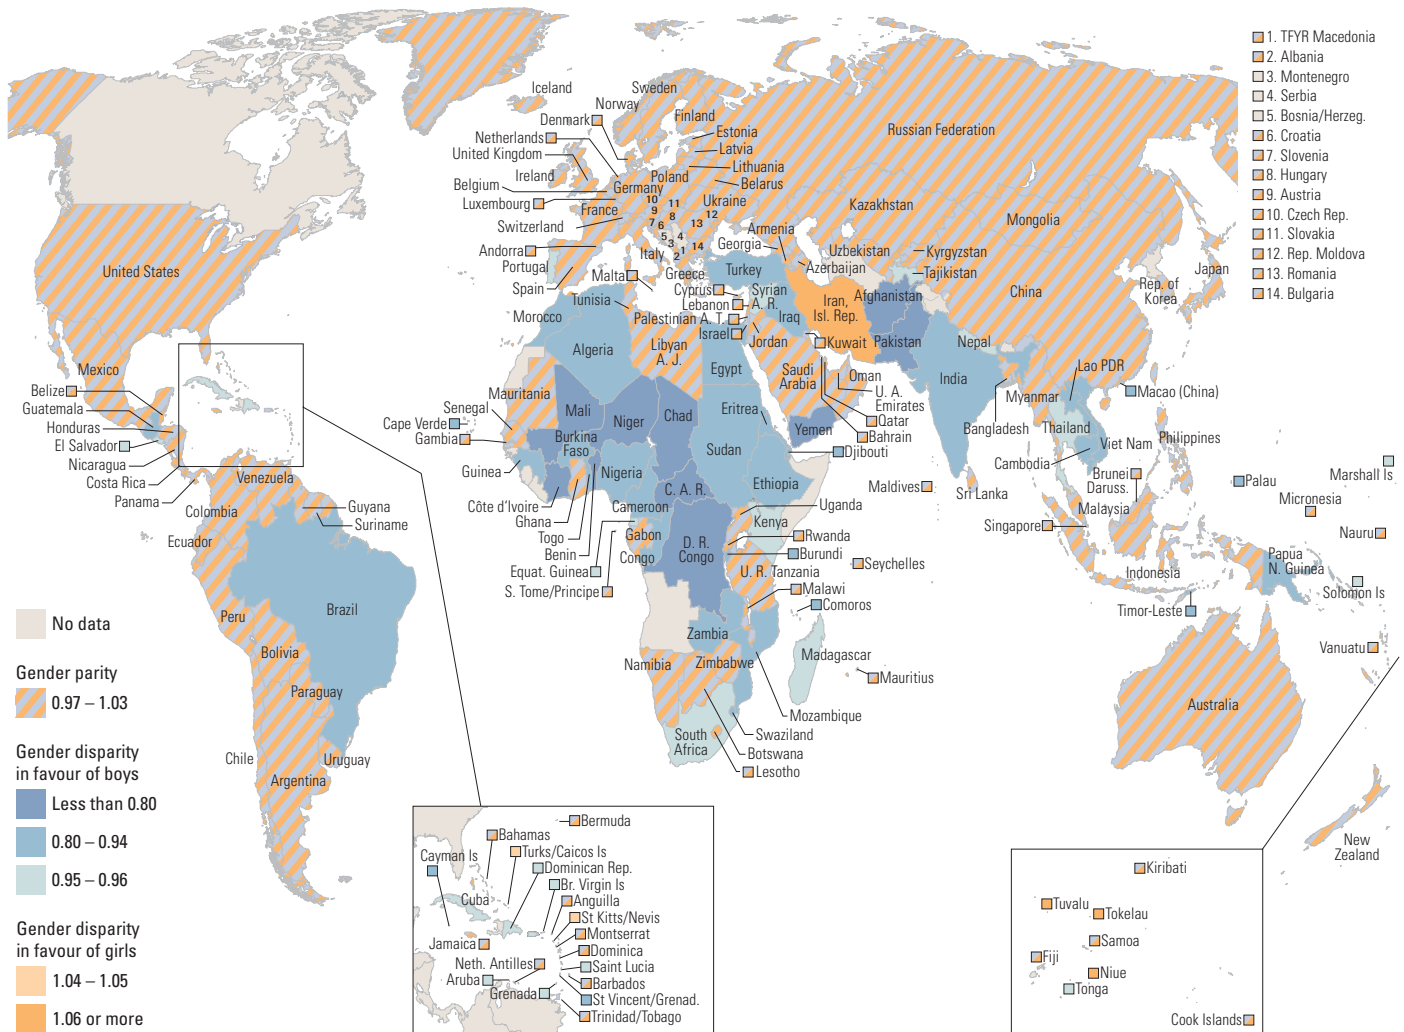 1. TFYR Macedonia
2. Albania
3. Montenegro
4. Serbia
5. Bosnia/Herzeg.
6. Croatia
7. Slovenia
8. Hungary
9. Austria
10. Czech Rep.
11. Slovakia
12. Rep. Moldova
13. Romania
14. Bulgaria
Iceland
Norway
Sweden
Finland
Denmark
Netherlands
United Kingdom
Ireland
Belgium
Luxembourg
Germany
France
Switzerland
Andorra
Portugal
Spain
Estonia
Latvia
Lithuania
Poland
Belarus
Ukraine
10
11
9
8
12
7
6
13
5
4
3
14
1
2
Italy
Greece
Malta
Russian Federation
Kazakhstan
Mongolia
Armenia
Georgia
Azerbaijan
Uzbekistan
Kyrgyzstan
Tajikistan
China
Rep. of
Korea
Japan
Turkey
Cyprus
Syrian
A. R.
Lebanon
Palestinian A. T.
Israel
Iraq
Jordan
Iran,
Isl. Rep.
Afghanistan
Kuwait
Pakistan
Nepal
India
Saudi
Arabia
Oman
U. A.
Emirates
Qatar
Bahrain
Yemen
Djibouti
Bangladesh
Myanmar
Lao PDR
Macao (China)
Thailand
Viet Nam
Cambodia
Philippines
Brunei
Daruss.
Malaysia
Singapore
Sri Lanka
Maldives
Indonesia
Timor-Leste
Papua
N. Guinea
Palau
Marshall Is
Micronesia
Nauru
Solomon Is
Vanuatu
Australia
New
Zealand
United States
Mexico
Belize
Guatemala
Honduras
El Salvador
Nicaragua
Costa Rica
Panama
Venezuela
Guyana
Suriname
Colombia
Ecuador
Peru
Brazil
Bolivia
Paraguay
Chile
Uruguay
Argentina
Tunisia
Morocco
Algeria
Libyan
A. J.
Egypt
Mauritania
Senegal
Cape Verde
Gambia
Guinea
Mali
Niger
Chad
Burkina
Faso
Nigeria
Eritrea
Sudan
Ethiopia
Côte d'Ivoire
Ghana
Togo
Benin
Equat. Guinea
S. Tome/Principe
C. A. R.
Cameroon
Gabon
Congo
D. R.
Congo
Uganda
Kenya
Rwanda
Burundi
Seychelles
U. R. Tanzania
Malawi
Comoros
Zambia
Namibia
Zimbabwe
Madagascar
Mauritius
Mozambique
Swaziland
Botswana
Lesotho
South
Africa
No data
Gender parity
0.97 – 1.03
Gender disparity
in favour of boys
Less than 0.80
0.80 – 0.94
0.95 – 0.96
Gender disparity
in favour of girls
1.04 – 1.05
1.06 or more
Bermuda
Bahamas
Turks/Caicos Is
Cayman Is
Dominican Rep.
Br. Virgin Is
Cuba
Anguilla
St Kitts/Nevis
Montserrat
Jamaica
Dominica
Neth. Antilles
Saint Lucia
Aruba
Barbados
Grenada
St Vincent/Grenad.
Trinidad/Tobago
Kiribati
Tuvalu
Tokelau
Samoa
Fiji
Niue
Tonga
Cook Islands